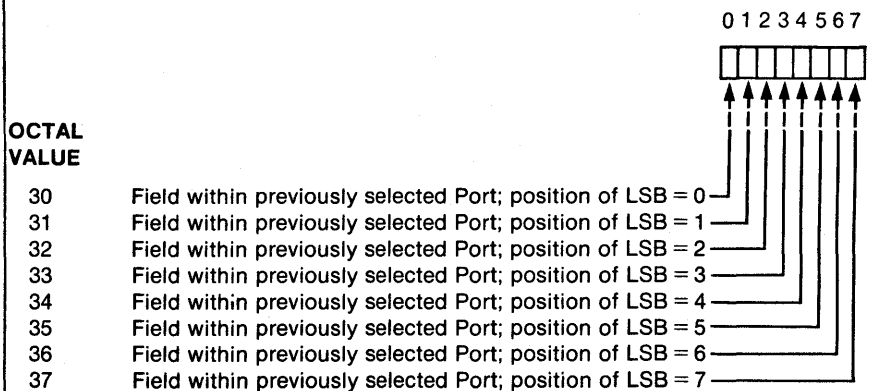 0 1 2 3 4 5 6 7
OCTAL
VALUE
30 Field within previously selected Port; position of LSB = 0
31 Field within previously selected Port; position of LSB = 1
32 Field within previously selected Port; position of LSB = 2
33 Field within previously selected Port; position of LSB = 3
34 Field within previously selected Port; position of LSB = 4
35 Field within previously selected Port; position of LSB = 5
36 Field within previously selected Port; position of LSB = 6
37 Field within previously selected Port; position of LSB = 7